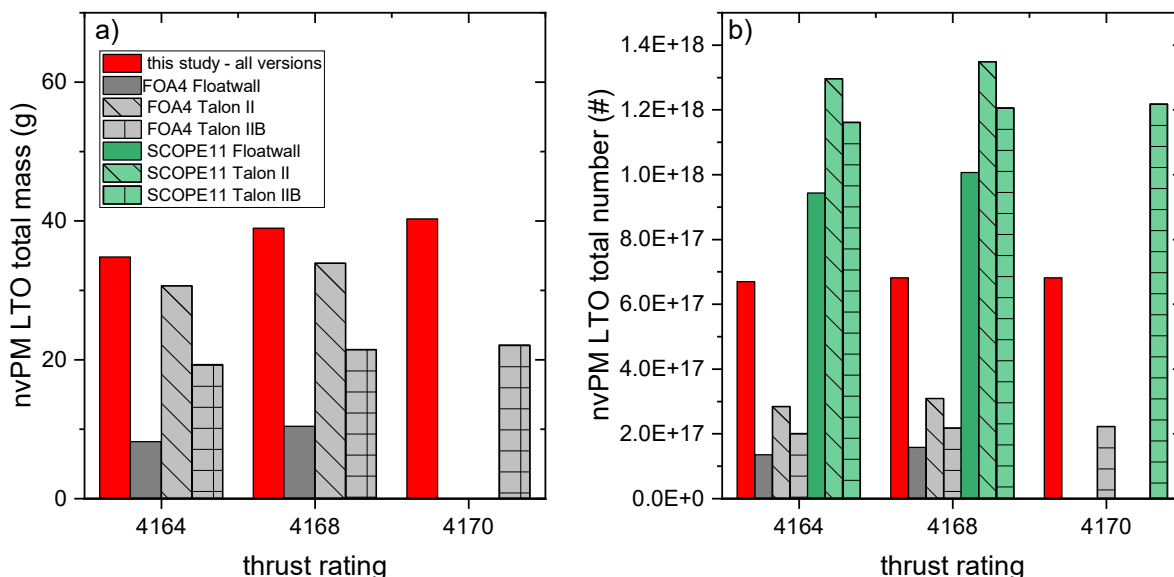 a)
this study - all versions
FOA4 Floatwall
FOA4 Talon II
FOA4 Talon IIB
SCOPE11 Floatwall
SCOPE11 Talon II
SCOPE11 Talon IIB
60
40
20
0
nvPM LTO total mass (g)
4164 4168 4170
thrust rating
b)
1.4E+18
1.2E+18
1.0E+18
8.0E+17
6.0E+17
4.0E+17
2.0E+17
0.0E+0
nvPM LTO total number (#)
4164 4168 4170
thrust rating